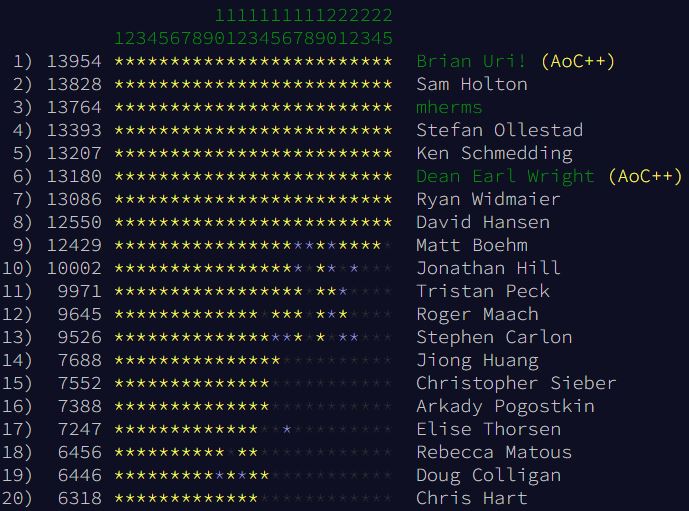 1111111111222222
1234567890123456789012345
1) 13954 ************************* Brian Uri! (AoC++)
2) 13828 ************************* Sam Holton
3) 13764 ************************* mherms
4) 13393 ************************* Stefan Ollestad
5) 13207 ************************* Ken Schmedding
6) 13180 ************************* Dean Earl Wright (AoC++)
7) 13086 ************************* Ryan Widmaier
8) 12550 ************************* David Hansen
9) 12429 ************************* Matt Boehm
10) 10002 ************************* Jonathan Hill
11) 9971 ************************* Tristan Peck
12) 9645 ************************* Roger Maach
13) 9526 ************************* Stephen Carlon
14) 7688 ************************* Jiong Huang
15) 7552 ************************* Christopher Sieber
16) 7388 ************************* Arkady Pogostkin
17) 7247 ************************* Elise Thorsen
18) 6456 ************************* Rebecca Matous
19) 6446 ************************* Doug Colligan
20) 6318 ************************* Chris Hart